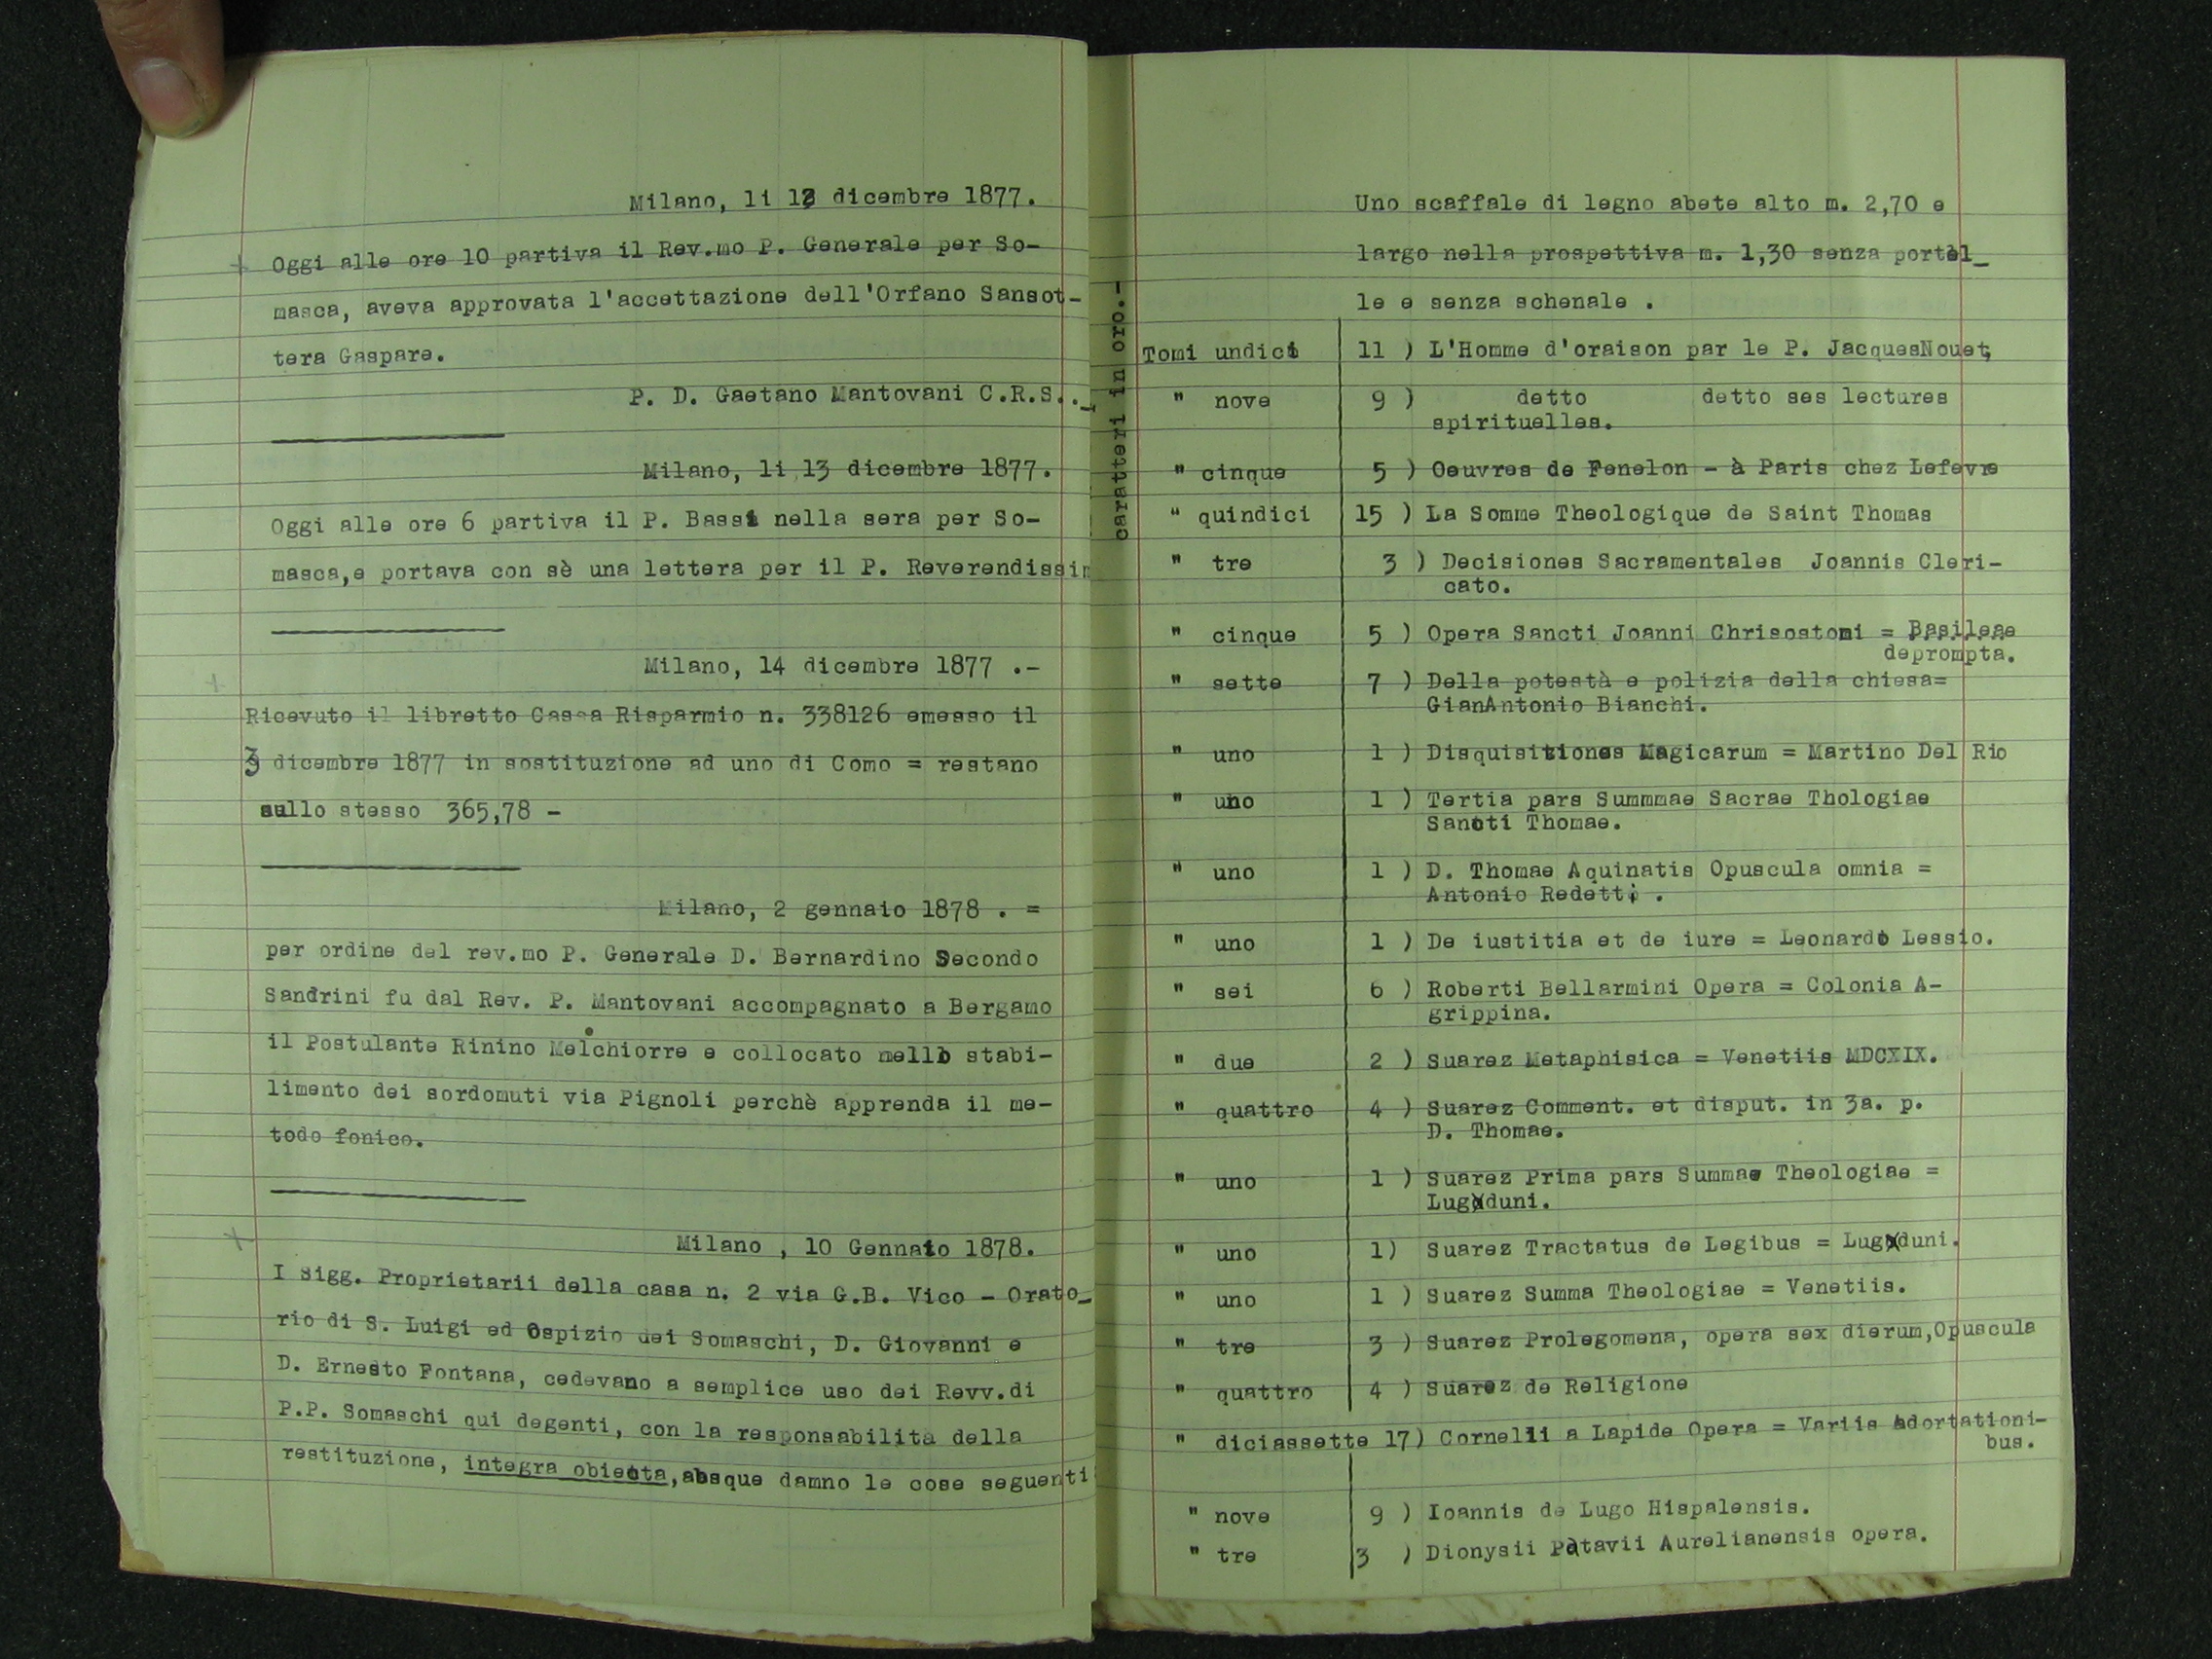 Milano, li 13 dicembre 1877.
Oggi alle ore 10 partiva il Rev.mo P. Generale per So-
masca, aveva approvata l'accettazione dell'Orfano Sansot-
tera Gaspare.
P. D. Gaetano Mantovani C.R.S..
Milano, li 13 dicembre 1877.
Oggi alle ore 6 partiva il P. Bassi nella sera per So-
masca,e portava con sè una lettera per il P. Reverendissim
Milano, 14 dicembre 1877 .-
Ricevuto il libretto Cassa Risparmio n. 338126 emesso il
3 dicembre 1877 in sostituzione ad uno di Como = restano
sullo stesso 365,78 -
Milano, 2 gennaio 1878 . =
per ordine del rev.mo P. Generale D. Bernardino Secondo
Sandrini fu dal Rev. P. Mantovani accompagnato a Bergamo
il Postulante Rinino Melchiorre e collocato nello stabi-
limento dei sordomuti via Pignoli perchè apprenda il me-
todo fonico.
Milano , 10 Gennaio 1878.
I Sigg. Proprietarii della casa n. 2 via G.B. Vico - Orato_
rio di S. Luigi ed Ospizio dei Somaschi, D. Giovanni e
D. Ernesto Fontana, cedevano a semplice uso dei Revv.di
P.P. Somaschi qui degenti, con la responsabilità della
restituzione, integra obiecta,absque damno le cose seguenti
caratteri in oro.-
Uno scaffale di legno abete alto m. 2,70 e
largo nella prospettiva m. 1,30 senza portel_
le e senza schenale .
Tomi undici 11 ) L'Homme d'oraison par le P. JacquesNouet,
" nove 9 ) detto detto ses lectures
spirituelles.
" cinque 5 ) Oeuvres de Fenelon - à Paris chez Lefevre
" quindici 15 ) La Somme Theologique de Saint Thomas
" tre 3 ) Decisiones Sacramentales Joannis Cleri-
cato.
" cinque 5 ) Opera Sancti Joanni Chrisostomi = Basileae
deprompta.
" sette 7 ) Della potestà e polizia della chiesa=
GianAntonio Bianchi.
" uno 1 ) Disquisitiones Magicarum = Martino Del Rio
" uno 1 ) Tertia pars Summmae Sacrae Thologiae
Sancti Thomae.
" uno 1 ) D. Thomae Aquinatis Opuscula omnia =
Antonio Redetti .
" uno 1 ) De iustitia et de iure = Leonardo Lessio.
" sei 6 ) Roberti Bellarmini Opera = Colonia A-
grippina.
" due 2 ) Suarez Metaphisica = Venetiis MDCXIX.
" quattro 4 ) Suarez Comment. et disput. in 3a. p.
D. Thomae.
" uno 1 ) Suarez Prima pars Summae Theologiae =
Lugduni.
" uno 1) Suarez Tractatus de Legibus = Lugduni.
" uno 1 ) Suarez Summa Theologiae = Venetiis.
" tre 3 ) Suarez Prolegomena, opera sex dierum,Opuscula
" quattro 4 ) Suarez de Religione
" diciassette 17) Cornelii a Lapide Opera = Variis Adortationi-
bus.
" nove 9 ) Ioannis de Lugo Hispalensis.
" tre 3 ) Dionysii Patavii Aurelianensis opera.